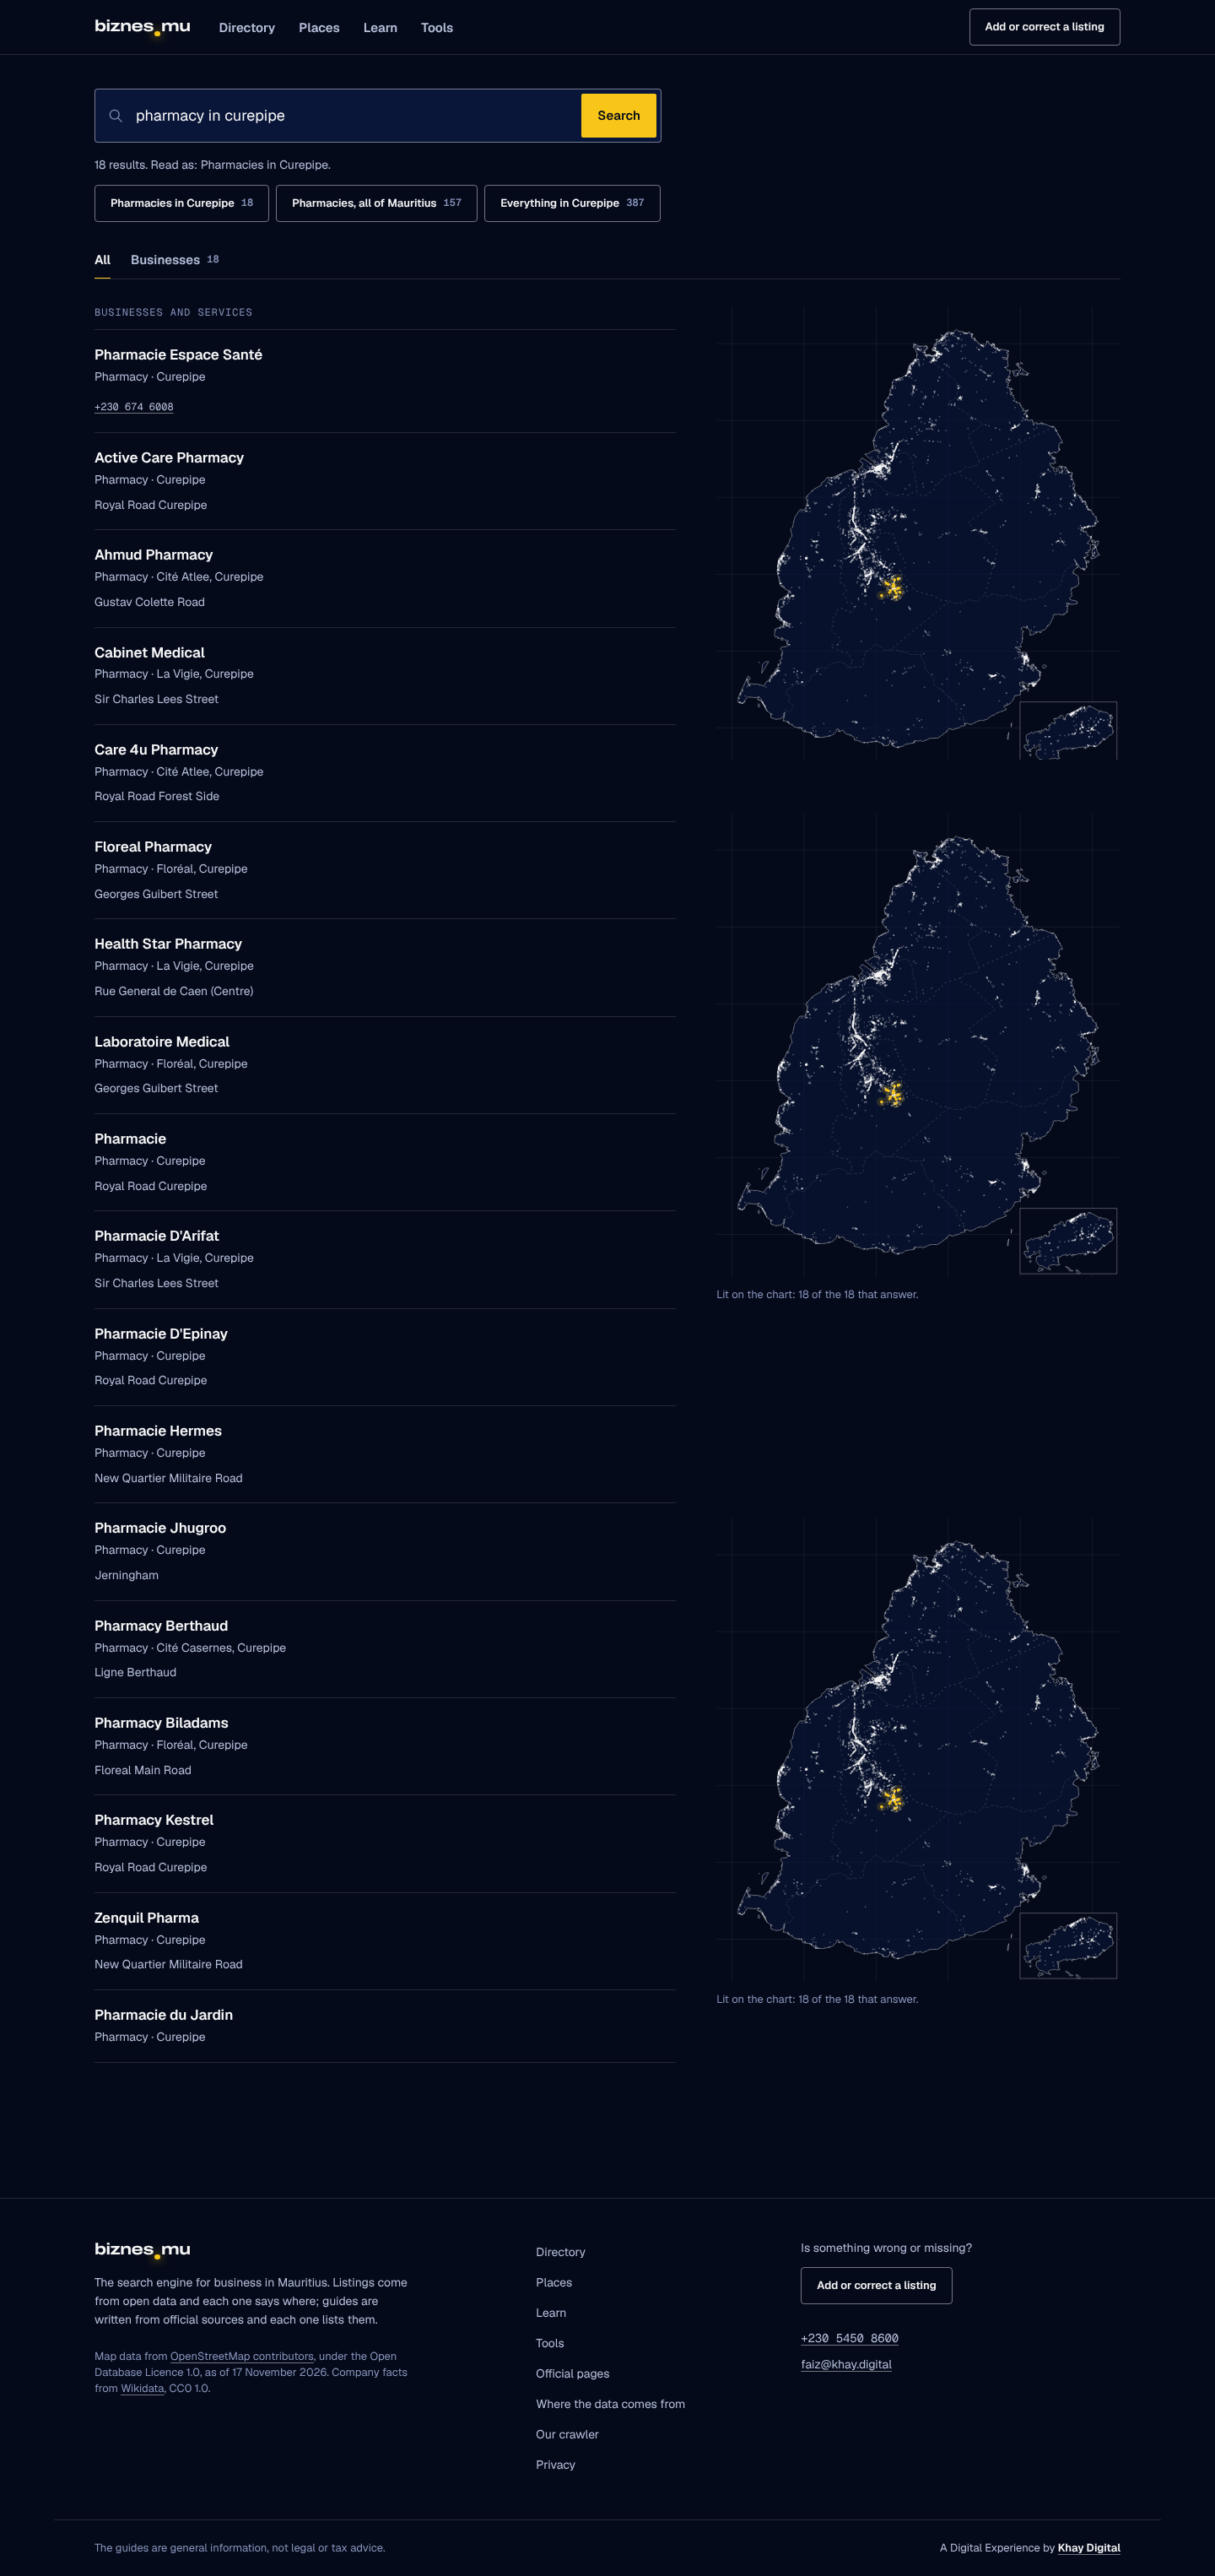 biznes.mu
Directory
Places
Learn
Tools
Add or correct a listing
pharmacy in curepipe
Search
18 results. Read as: Pharmacies in Curepipe.
Pharmacies in Curepipe 18
Pharmacies, all of Mauritius 157
Everything in Curepipe 387
All
Businesses 18
BUSINESSES AND SERVICES
Pharmacie Espace Santé
Pharmacy · Curepipe
+230 674 6008
Active Care Pharmacy
Pharmacy · Curepipe
Royal Road Curepipe
Ahmud Pharmacy
Pharmacy · Cité Atlee, Curepipe
Gustav Colette Road
Cabinet Medical
Pharmacy · La Vigie, Curepipe
Sir Charles Lees Street
Care 4u Pharmacy
Pharmacy · Cité Atlee, Curepipe
Royal Road Forest Side
Floreal Pharmacy
Pharmacy · Floréal, Curepipe
Georges Guibert Street
Health Star Pharmacy
Pharmacy · La Vigie, Curepipe
Rue General de Caen (Centre)
Laboratoire Medical
Pharmacy · Floréal, Curepipe
Georges Guibert Street
Pharmacie
Pharmacy · Curepipe
Royal Road Curepipe
Pharmacie D'Arifat
Pharmacy · La Vigie, Curepipe
Sir Charles Lees Street
Pharmacie D'Epinay
Pharmacy · Curepipe
Royal Road Curepipe
Pharmacie Hermes
Pharmacy · Curepipe
New Quartier Militaire Road
Pharmacie Jhugroo
Pharmacy · Curepipe
Jerningham
Pharmacy Berthaud
Pharmacy · Cité Casernes, Curepipe
Ligne Berthaud
Pharmacy Biladams
Pharmacy · Floréal, Curepipe
Floreal Main Road
Pharmacy Kestrel
Pharmacy · Curepipe
Royal Road Curepipe
Zenquil Pharma
Pharmacy · Curepipe
New Quartier Militaire Road
Pharmacie du Jardin
Pharmacy · Curepipe
Lit on the chart: 18 of the 18 that answer.
Lit on the chart: 18 of the 18 that answer.
biznes.mu
The search engine for business in Mauritius. Listings come
from open data and each one says where; guides are
written from official sources and each one lists them.
Map data from OpenStreetMap contributors, under the Open
Database Licence 1.0, as of 17 November 2026. Company facts
from Wikidata, CC0 1.0.
Directory
Places
Learn
Tools
Official pages
Where the data comes from
Our crawler
Privacy
Is something wrong or missing?
Add or correct a listing
+230 5450 8600
faiz@khay.digital
The guides are general information, not legal or tax advice.
A Digital Experience by Khay Digital